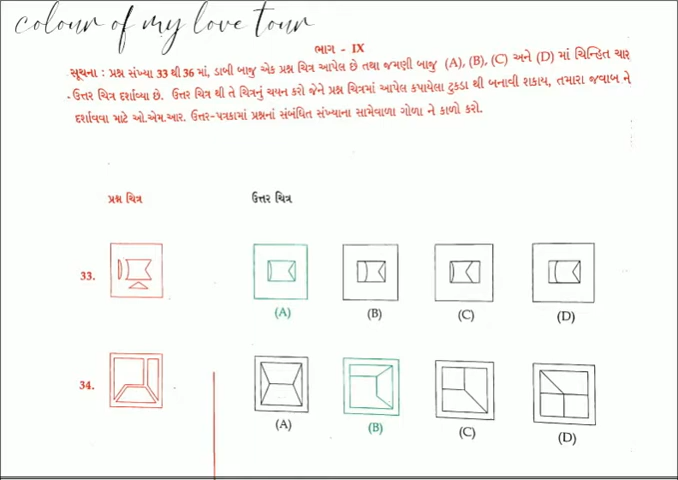 colour of my love tour
ભાગ - IX
સૂચના : પ્રશ્ન સંખ્યા 33 થી 36 માં, ડાબી બાજુ એક પ્રશ્ન ચિત્ર આપેલ છે તથા જમણી બાજુ (A), (B), (C) અને (D) માં ચિન્હિત ચાર
ઉત્તર ચિત્ર દર્શાવ્યા છે. ઉત્તર ચિત્ર થી તે ચિત્રનું ચયન કરો જેને પ્રશ્ન ચિત્રમાં આપેલ કપાયેલા ટુકડા થી બનાવી શકાય, તમારા જવાબ ને
દર્શાવવા માટે ઓ.એમ.આર. ઉત્તર-પત્રકામાં પ્રશ્નનાં સંબંધિત સંખ્યાના સામેવાળા ગોળા ને કાળો કરો.
પ્રશ્ન ચિત્ર ઉત્તર ચિત્ર
33.
(A) (B) (C) (D)
34.
(A) (B) (C) (D)